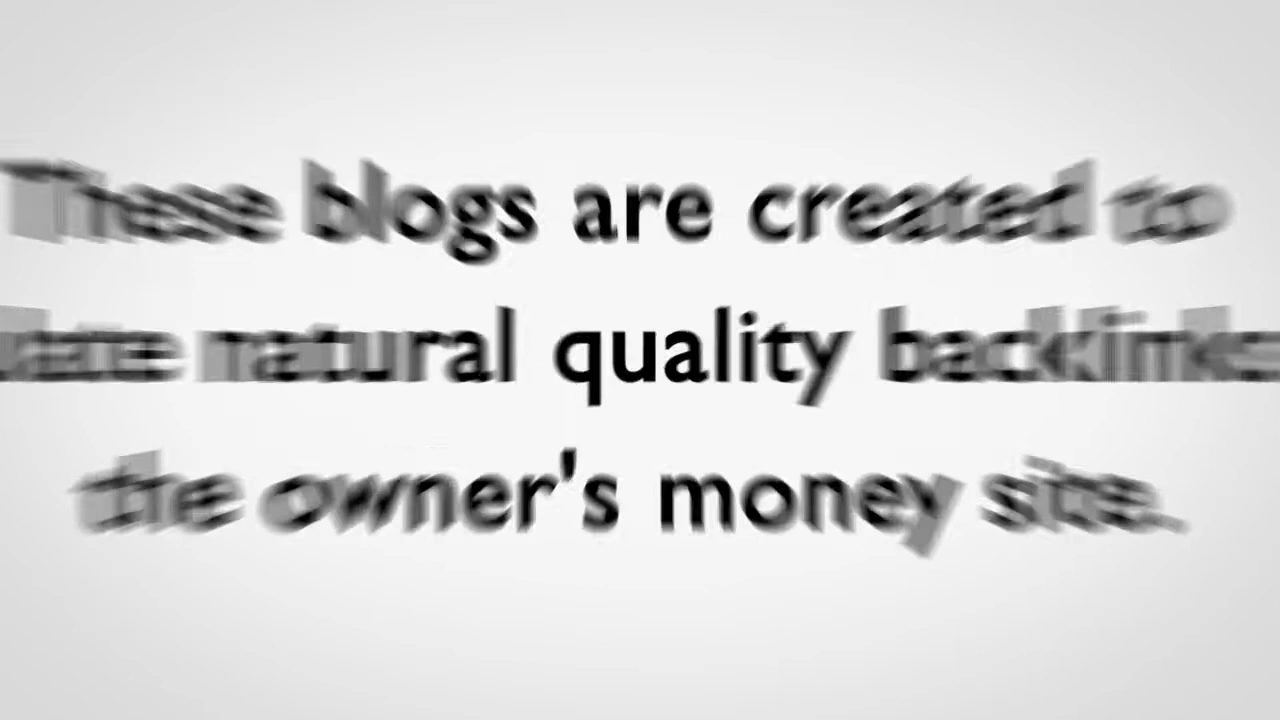 These blogs are created to
natural quality backlinks
the owner's money site.